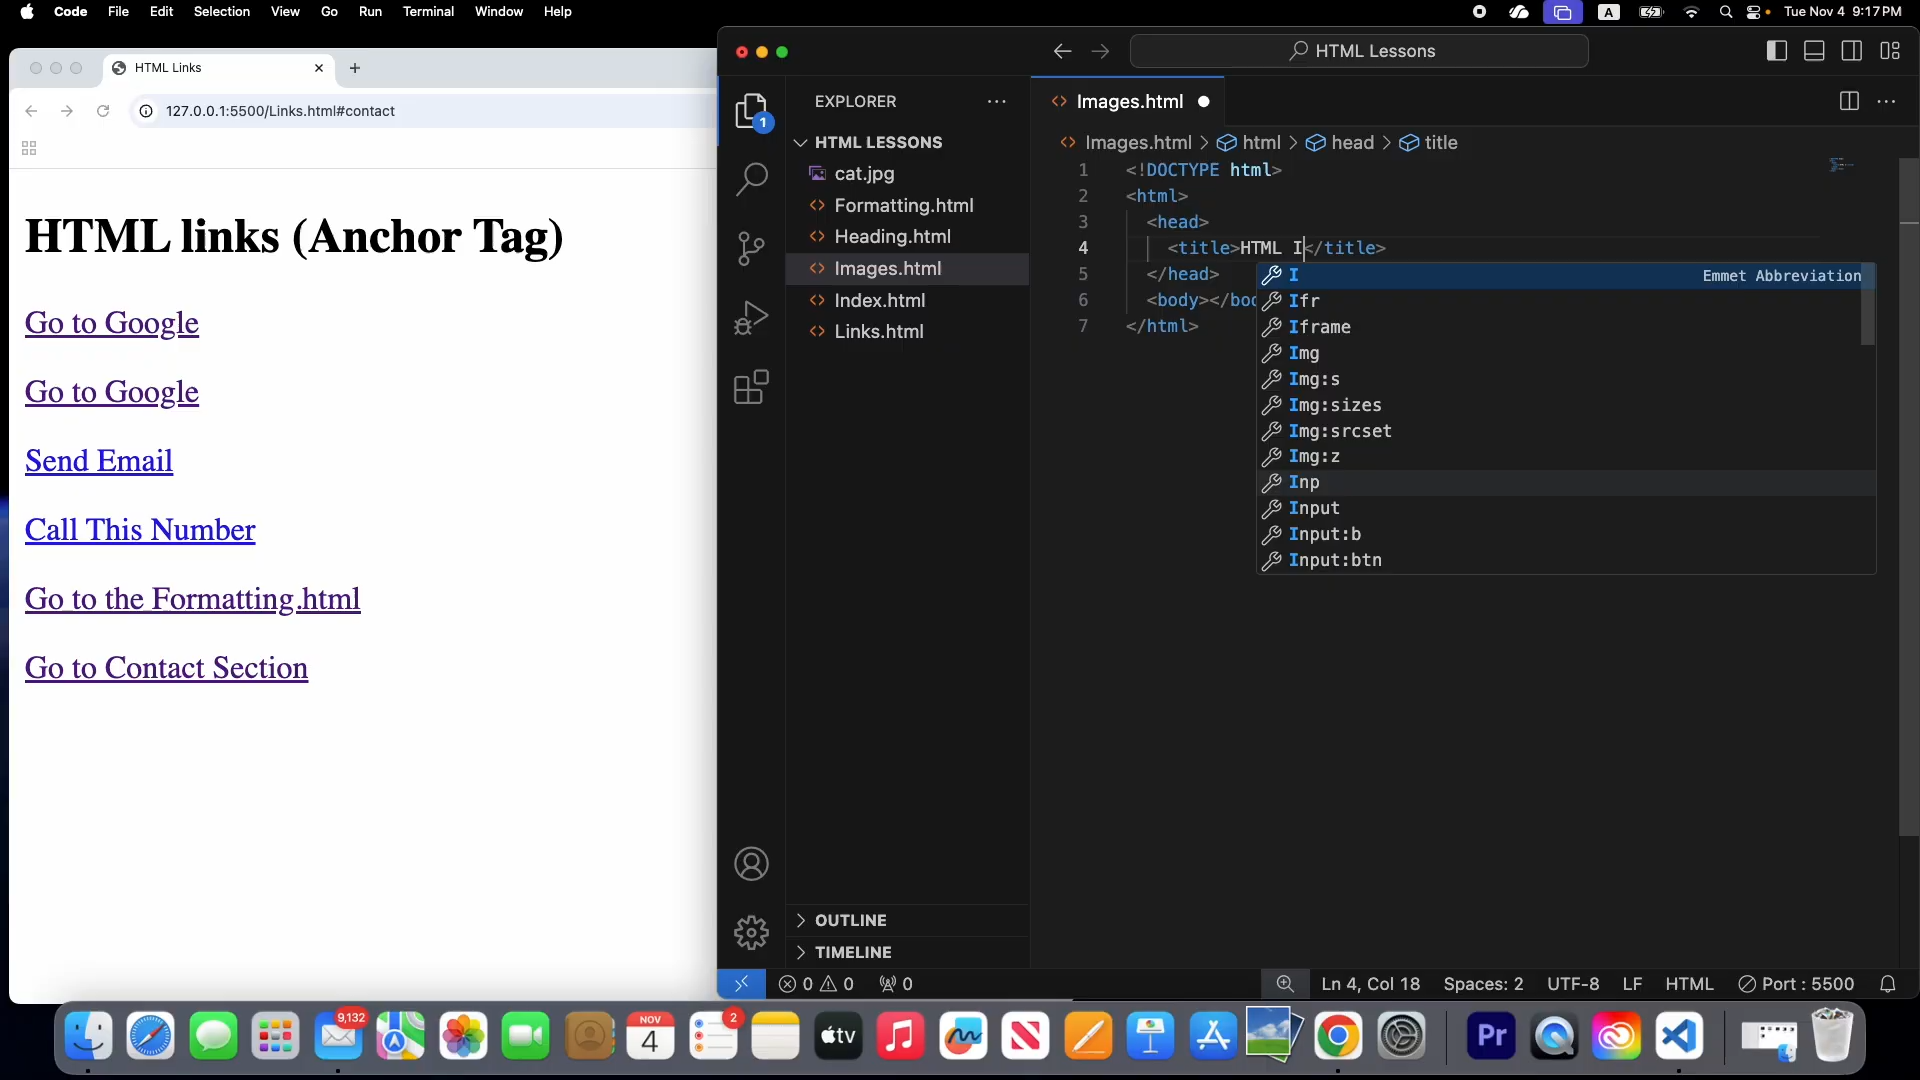 Code File Edit Selection View Go Run Terminal Window Help
A
Tue Nov 4 9:17 PM
HTML Links
127.0.0.1:5500/Links.html#contact
HTML links (Anchor Tag)
Go to Google
Go to Google
Send Email
Call This Number
Go to the Formatting.html
Go to Contact Section
HTML Lessons
1
EXPLORER
HTML LESSONS
cat.jpg
Formatting.html
Heading.html
Images.html
Index.html
Links.html
OUTLINE
TIMELINE
Images.html
Images.html > html > head > title
1 <!DOCTYPE html>
2 <html>
3 <head>
4 <title>HTML I</title>
5 </head>
6 <body></boc
7 </html>
I Emmet Abbreviation
Ifr
Iframe
Img
Img:s
Img:sizes
Img:srcset
Img:z
Inp
Input
Input:b
Input:btn
0 0 0
Ln 4, Col 18 Spaces: 2 UTF-8 LF HTML Port : 5500
9,132
NOV
4
2
tv
Pr